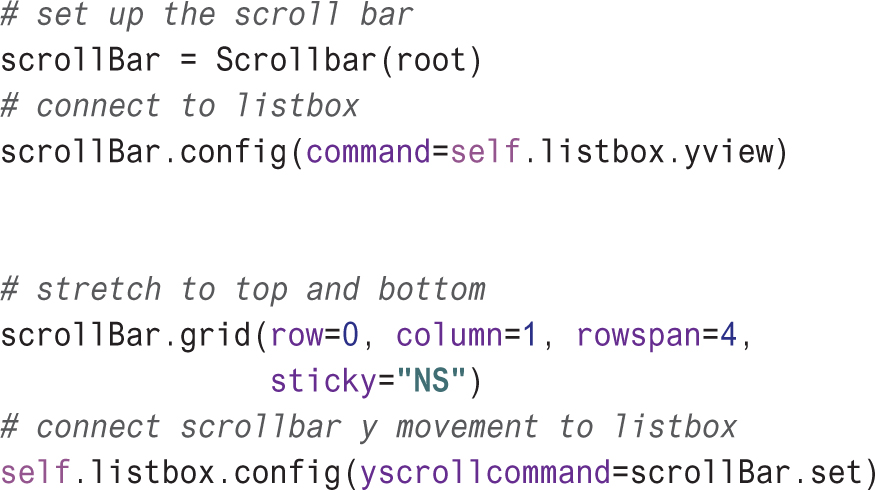 # set up the scroll bar
scrollBar = Scrollbar(root)
# connect to listbox
scrollBar.config(command=self.listbox.yview)
# stretch to top and bottom
scrollBar.grid(row=0, column=1, rowspan=4,
sticky="NS")
# connect scrollbar y movement to listbox
self.listbox.config(yscrollcommand=scrollBar.set)